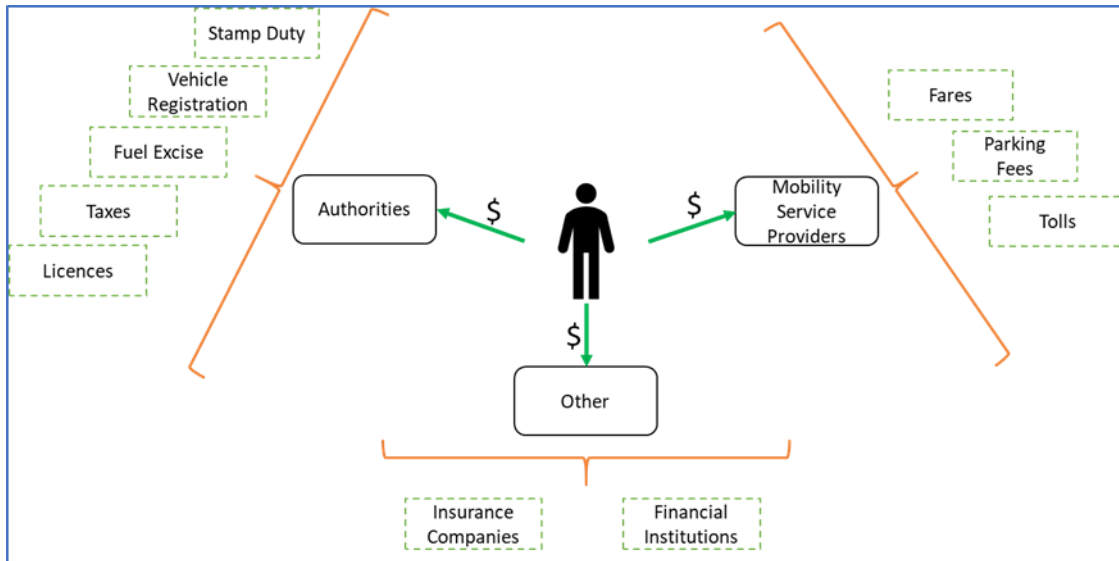 Stamp Duty
Vehicle
Registration
Fuel Excise
Taxes
Licences
Authorities
$
$
Mobility
Service
Providers
Fares
Parking
Fees
Tolls
$
Other
Insurance
Companies
Financial
Institutions